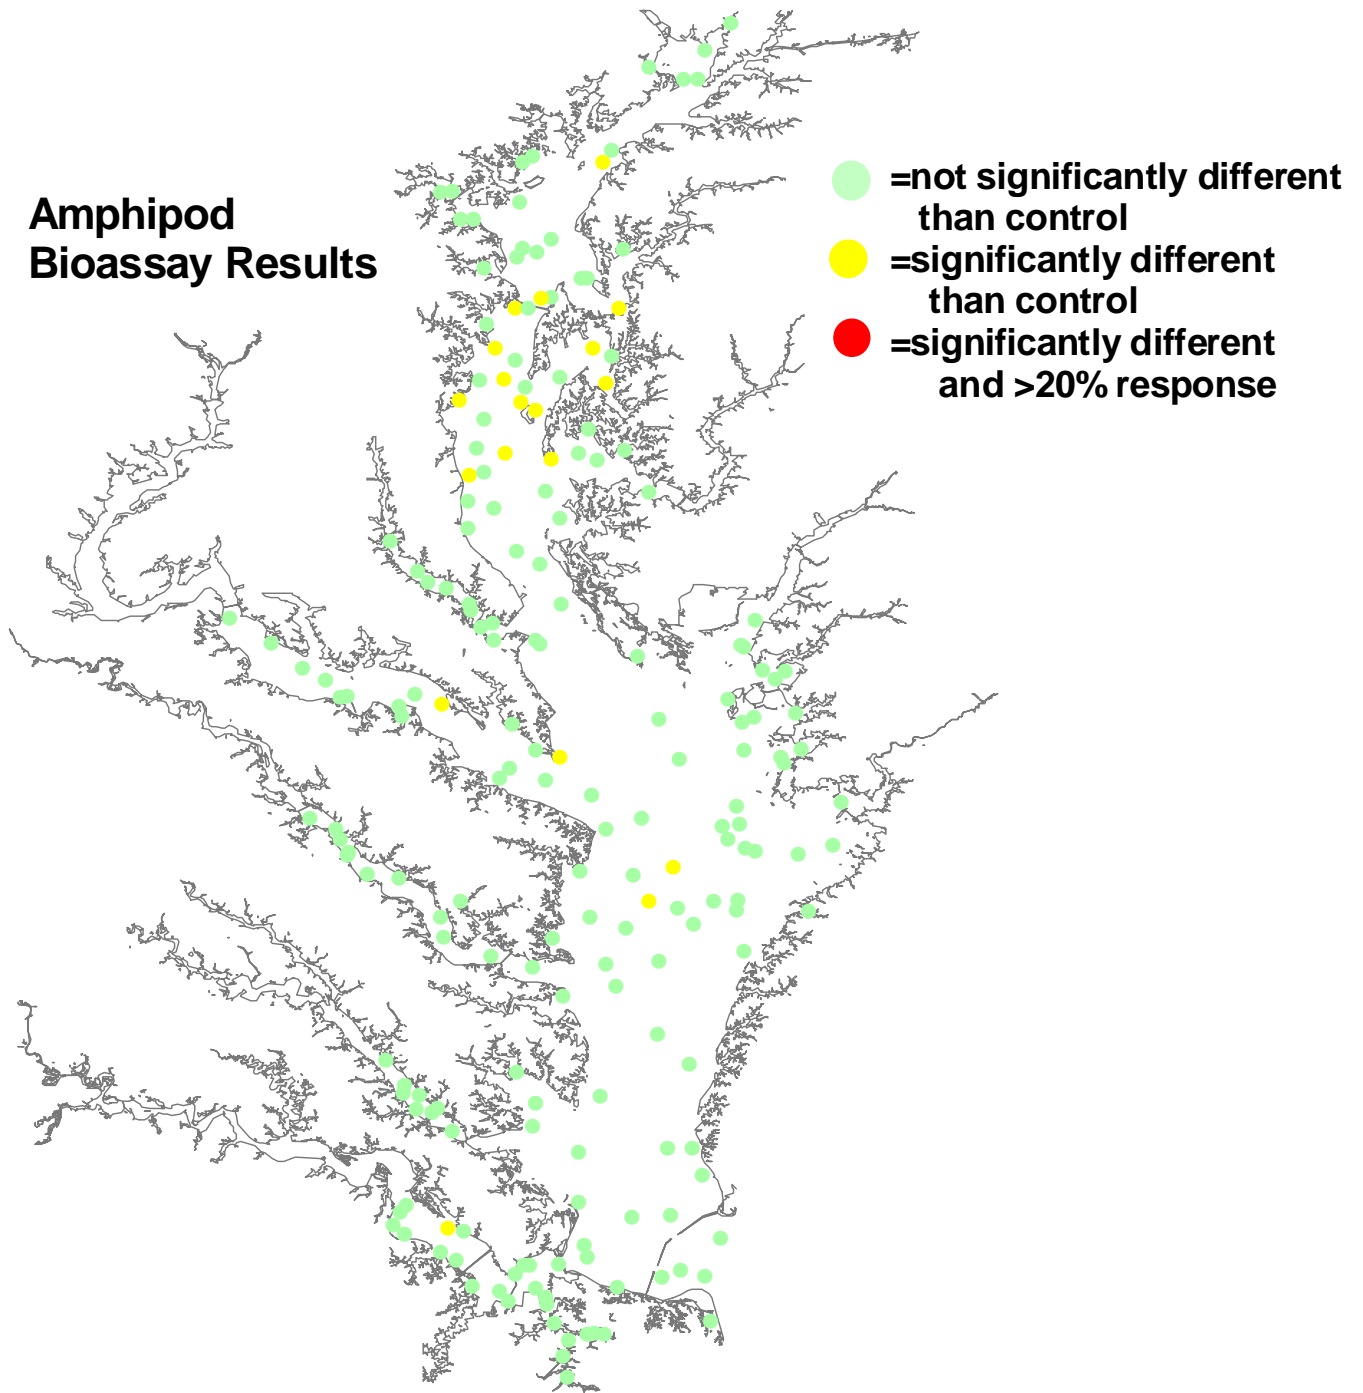 Amphipod
Bioassay Results
=not significantly different
than control
=significantly different
than control
=significantly different
and >20% response